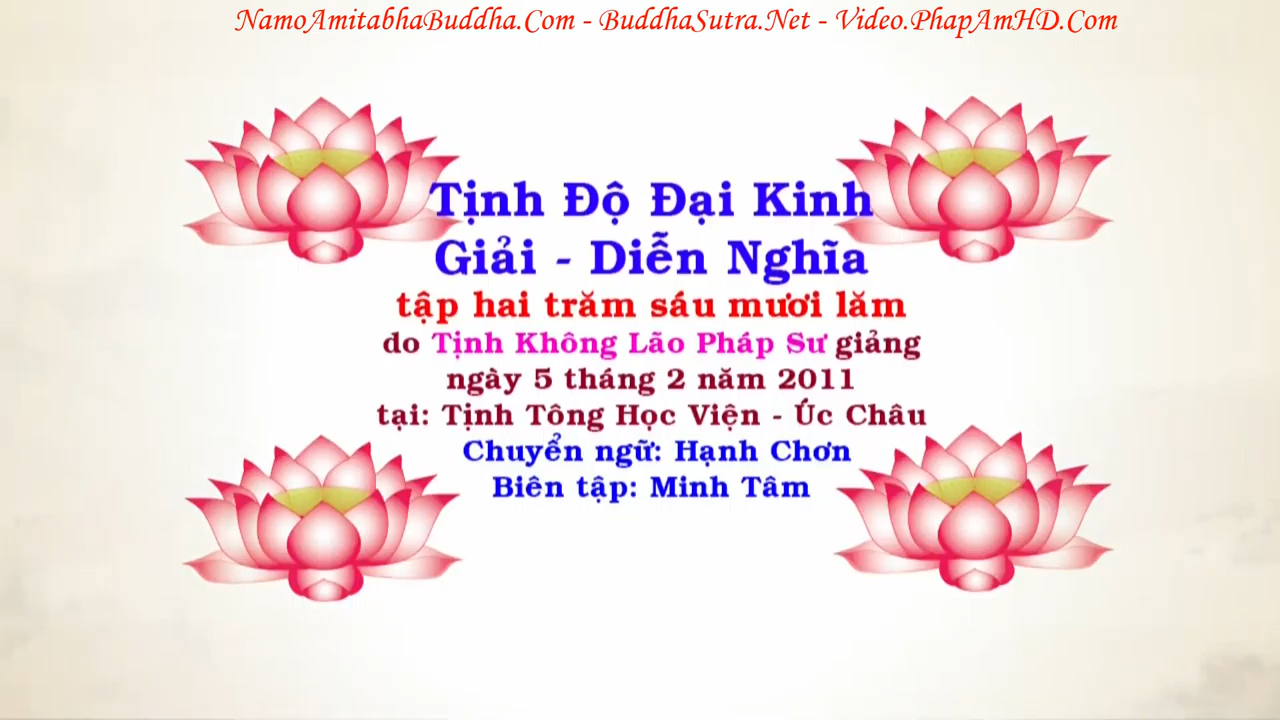 NamoAmitabhaBuddha.Com - BuddhaSutra.Net - Video.PhapAmHD.Com
Tịnh Độ Đại Kinh
Giải - Diễn Nghĩa
tập hai trăm sáu mươi lăm
do Tịnh Không Lão Pháp Sư giảng
ngày 5 tháng 2 năm 2011
tại: Tịnh Tông Học Viện - Úc Châu
Chuyển ngữ: Hạnh Chơn
Biên tập: Minh Tâm